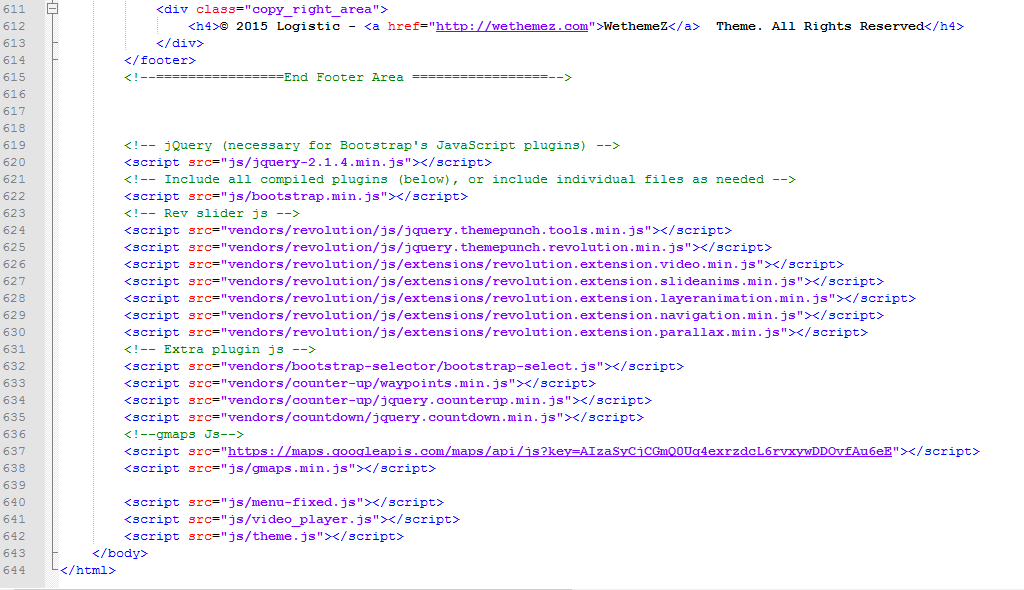 611 <div class="copy_right_area">
612 <h4>© 2015 Logistic - <a href="http://wethemez.com">WethemeZ</a>  Theme. All Rights Reserved</h4>
613 </div>
614 </footer>
615 <!--================End Footer Area =================-->
616
617
618
619 <!-- jQuery (necessary for Bootstrap's JavaScript plugins) -->
620 <script src="js/jquery-2.1.4.min.js"></script>
621 <!-- Include all compiled plugins (below), or include individual files as needed -->
622 <script src="js/bootstrap.min.js"></script>
623 <!-- Rev slider js -->
624 <script src="vendors/revolution/js/jquery.themepunch.tools.min.js"></script>
625 <script src="vendors/revolution/js/jquery.themepunch.revolution.min.js"></script>
626 <script src="vendors/revolution/js/extensions/revolution.extension.video.min.js"></script>
627 <script src="vendors/revolution/js/extensions/revolution.extension.slideanims.min.js"></script>
628 <script src="vendors/revolution/js/extensions/revolution.extension.layeranimation.min.js"></script>
629 <script src="vendors/revolution/js/extensions/revolution.extension.navigation.min.js"></script>
630 <script src="vendors/revolution/js/extensions/revolution.extension.parallax.min.js"></script>
631 <!-- Extra plugin js -->
632 <script src="vendors/bootstrap-selector/bootstrap-select.js"></script>
633 <script src="vendors/counter-up/waypoints.min.js"></script>
634 <script src="vendors/counter-up/jquery.counterup.min.js"></script>
635 <script src="vendors/countdown/jquery.countdown.min.js"></script>
636 <!--gmaps Js-->
637 <script src="https://maps.googleapis.com/maps/api/js?key=AIzaSyCjCGmQ0Uq4exrzdcL6rvxywDDOvfAu6eE"></script>
638 <script src="js/gmaps.min.js"></script>
639
640 <script src="js/menu-fixed.js"></script>
641 <script src="js/video_player.js"></script>
642 <script src="js/theme.js"></script>
643 </body>
644 </html>